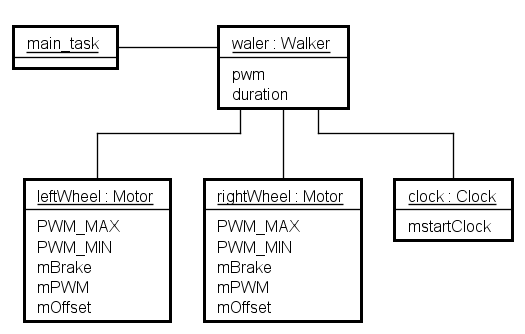 main_task
waler : Walker
pwm
duration
leftWheel : Motor
PWM_MAX
PWM_MIN
mBrake
mPWM
mOffset
rightWheel : Motor
PWM_MAX
PWM_MIN
mBrake
mPWM
mOffset
clock : Clock
mstartClock